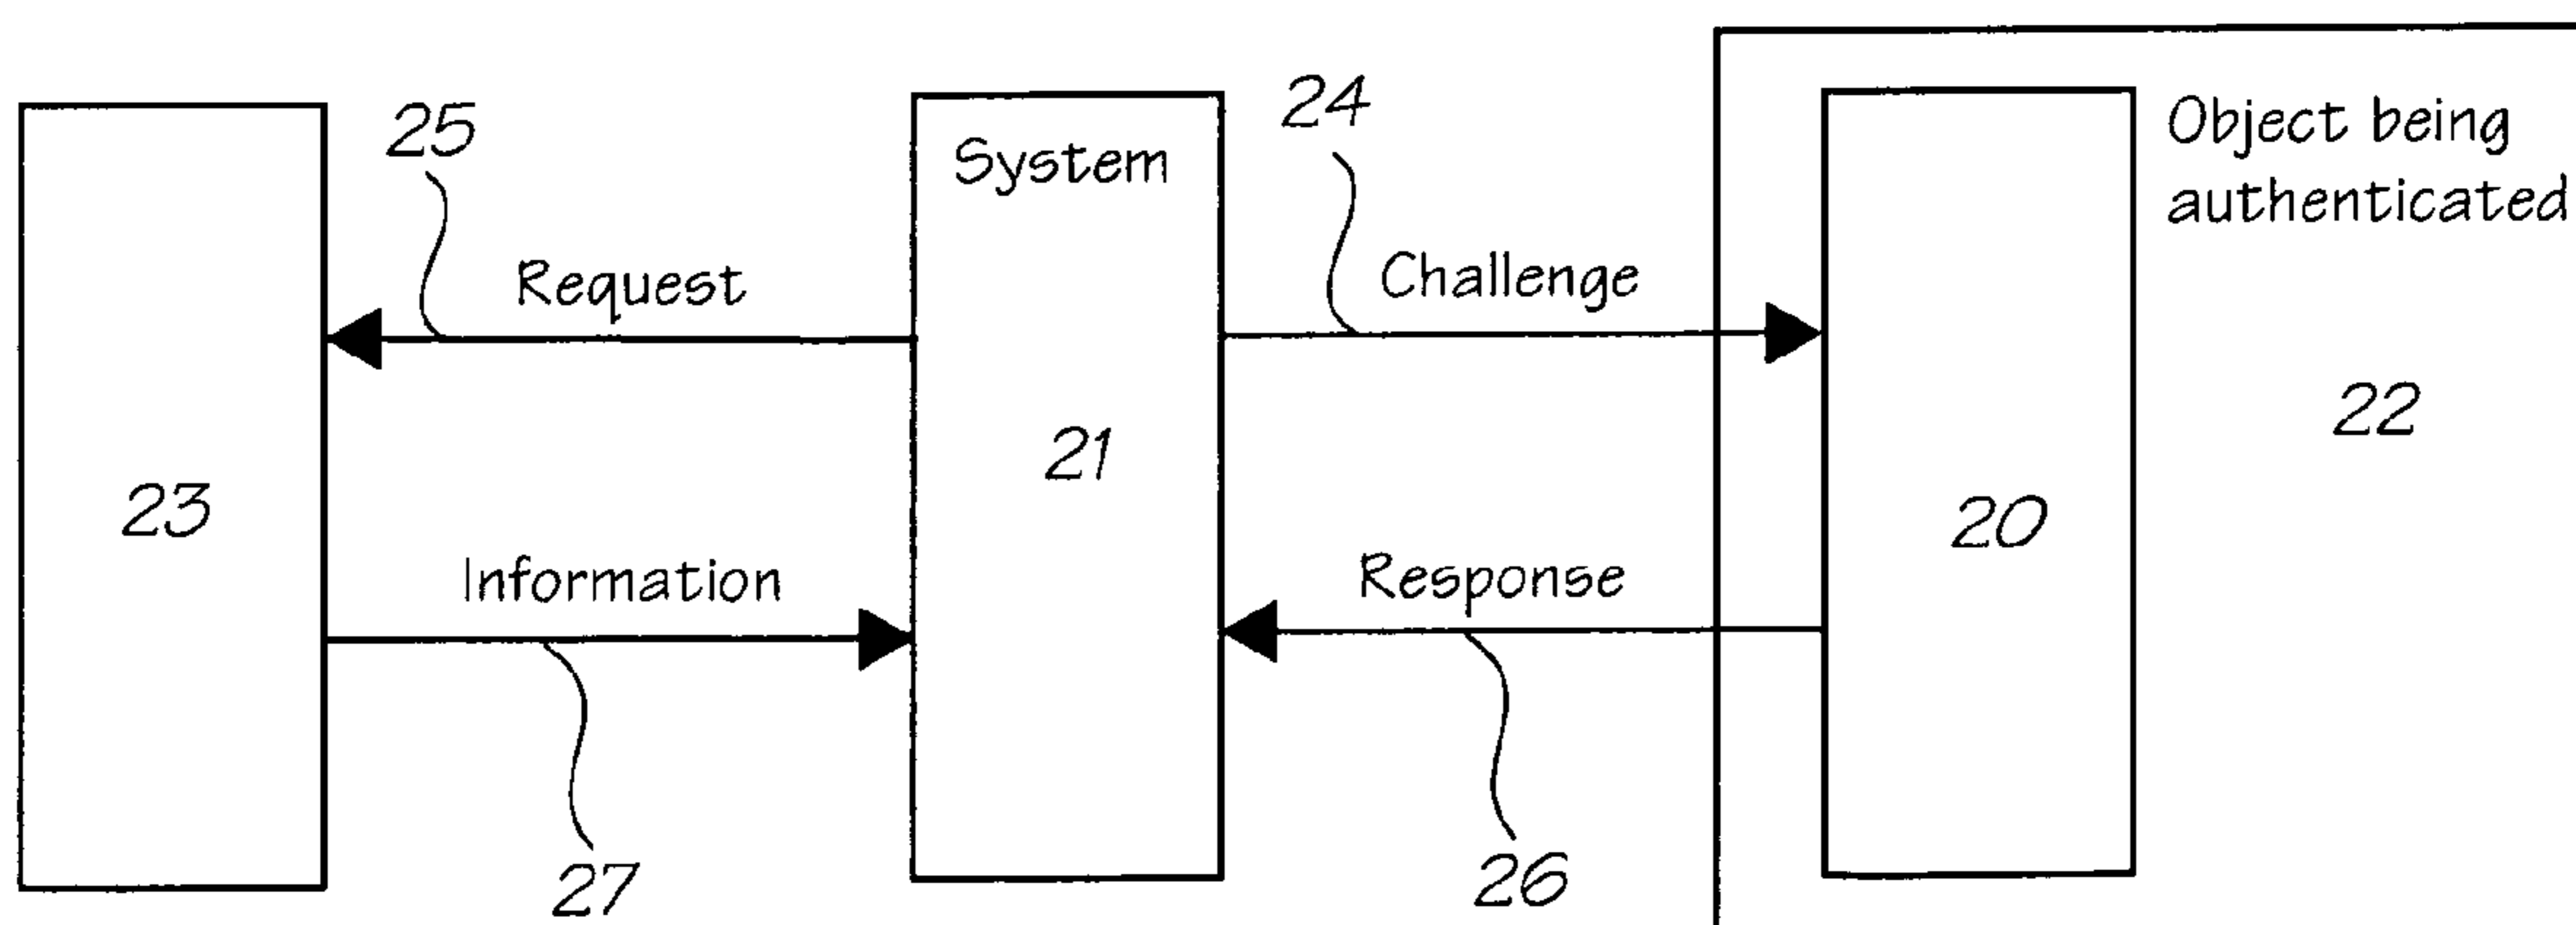 25
24
System
Object being
authenticated
Request
Challenge
22
21
23
20
Information
Response
27
26